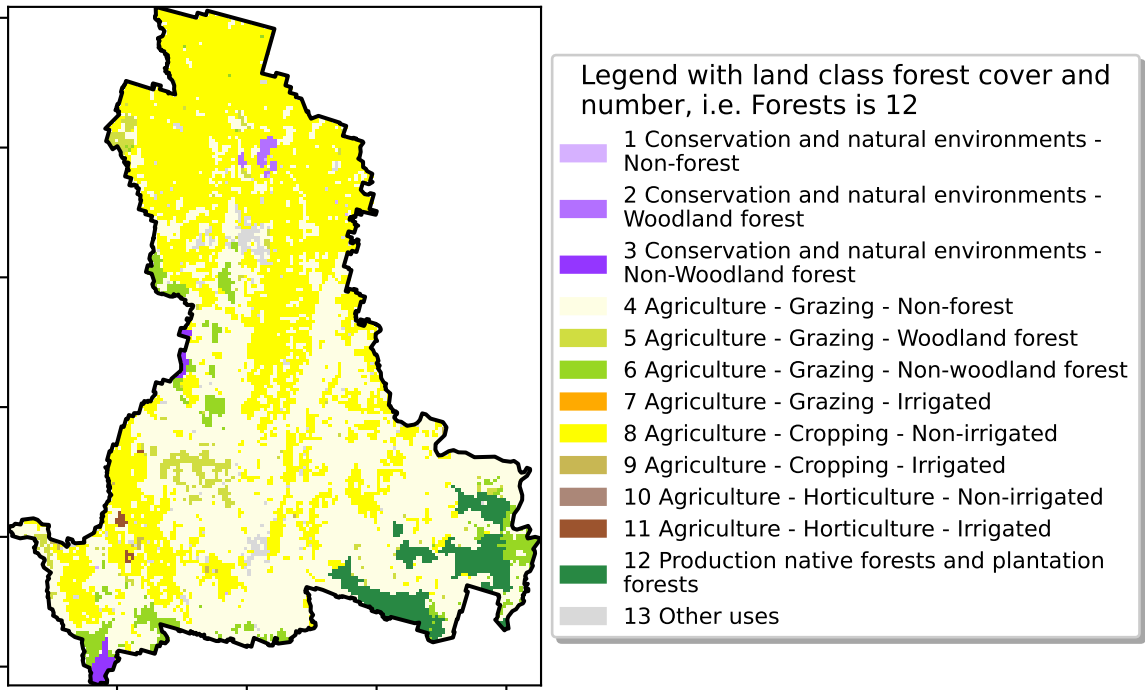 Legend with land class forest cover and
number, i.e. Forests is 12
1 Conservation and natural environments -
Non-forest
2 Conservation and natural environments -
Woodland forest
3 Conservation and natural environments -
Non-Woodland forest
4 Agriculture - Grazing - Non-forest
5 Agriculture - Grazing - Woodland forest
6 Agriculture - Grazing - Non-woodland forest
7 Agriculture - Grazing - Irrigated
8 Agriculture - Cropping - Non-irrigated
9 Agriculture - Cropping - Irrigated
10 Agriculture - Horticulture - Non-irrigated
11 Agriculture - Horticulture - Irrigated
12 Production native forests and plantation
forests
13 Other uses